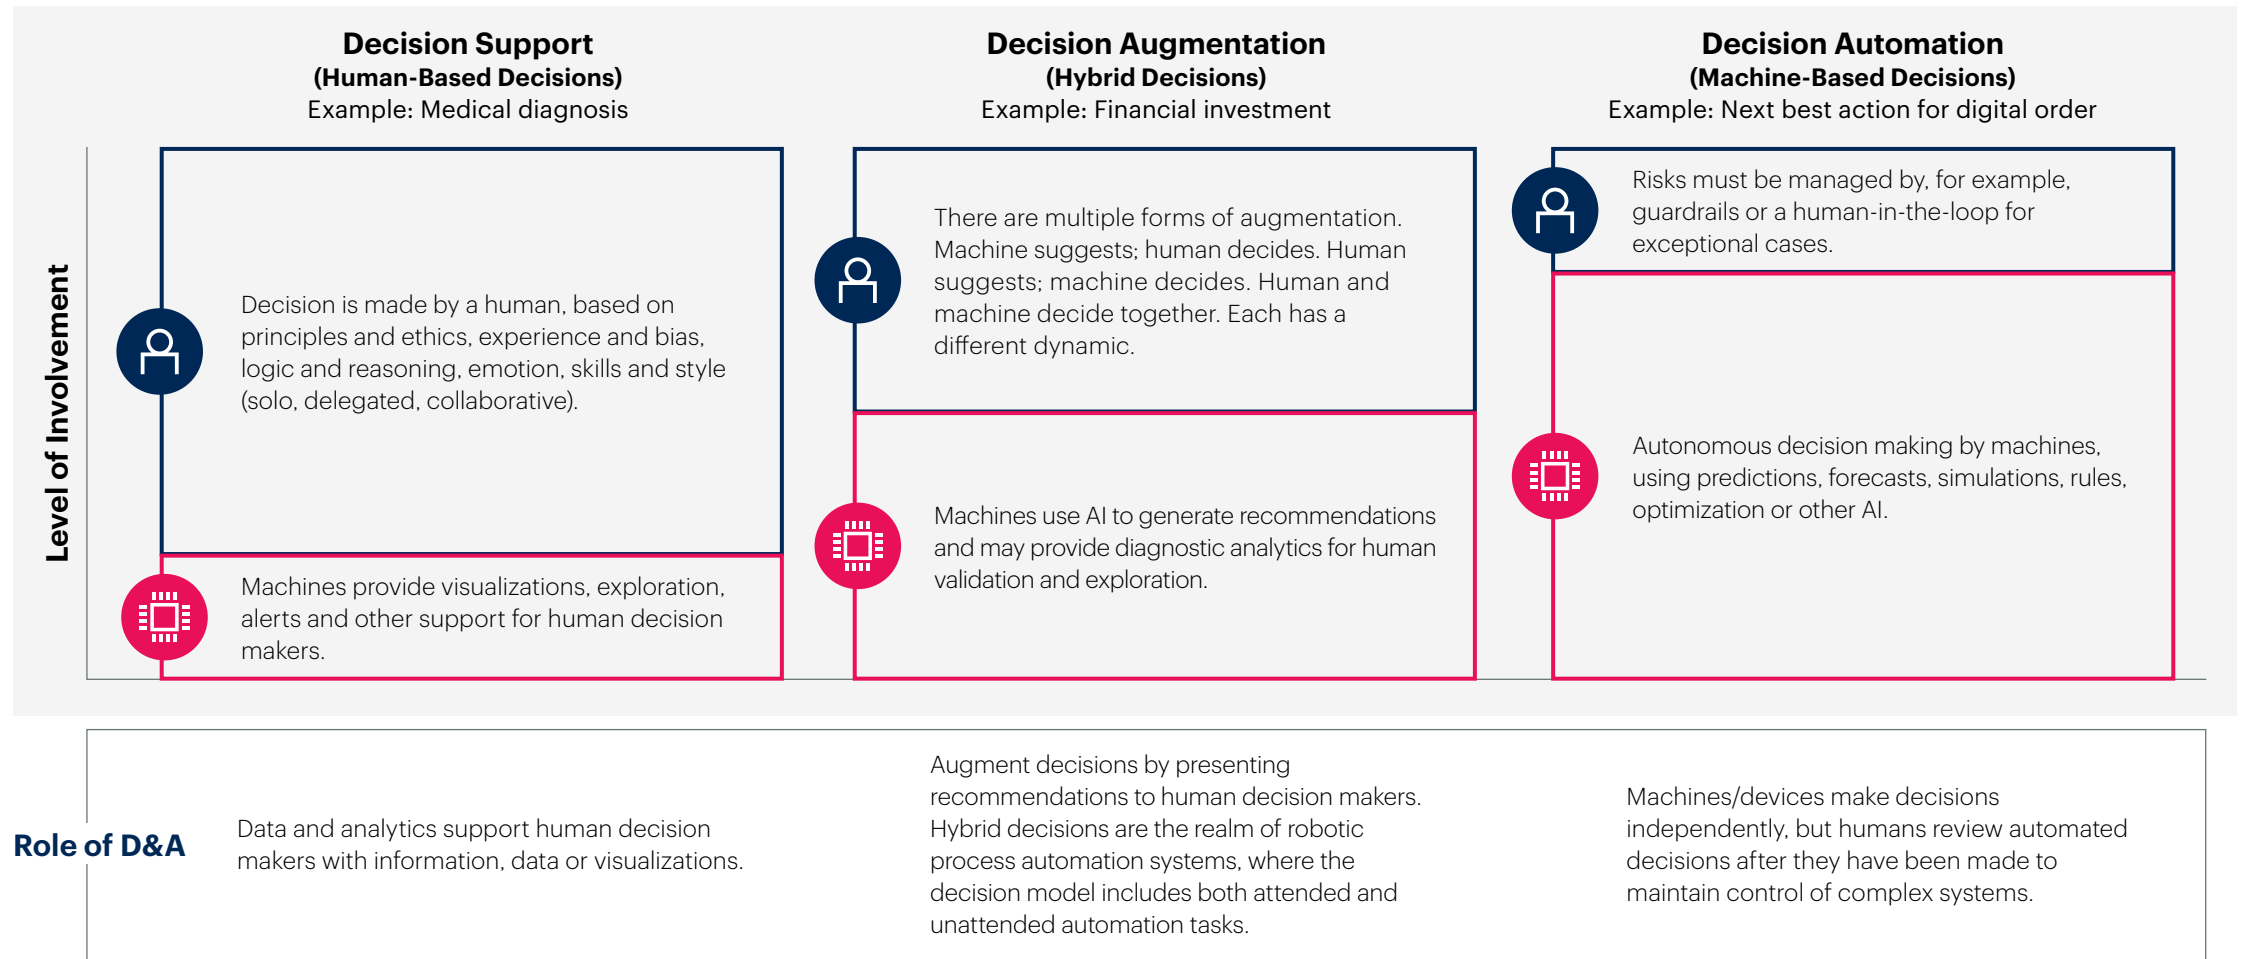 Decision Support
(Human-Based Decisions)
Example: Medical diagnosis
Decision Augmentation
(Hybrid Decisions)
Example: Financial investment
Decision Automation
(Machine-Based Decisions)
Example: Next best action for digital order
Level of Involvement
Decision is made by a human, based on
principles and ethics, experience and bias,
logic and reasoning, emotion, skills and style
(solo, delegated, collaborative).
Machines provide visualizations, exploration,
alerts and other support for human decision
makers.
There are multiple forms of augmentation.
Machine suggests; human decides. Human
suggests; machine decides. Human and
machine decide together. Each has a
different dynamic.
Machines use AI to generate recommendations
and may provide diagnostic analytics for human
validation and exploration.
Risks must be managed by, for example,
guardrails or a human-in-the-loop for
exceptional cases.
Autonomous decision making by machines,
using predictions, forecasts, simulations, rules,
optimization or other AI.
Role of D&A
Data and analytics support human decision
makers with information, data or visualizations.
Augment decisions by presenting
recommendations to human decision makers.
Hybrid decisions are the realm of robotic
process automation systems, where the
decision model includes both attended and
unattended automation tasks.
Machines/devices make decisions
independently, but humans review automated
decisions after they have been made to
maintain control of complex systems.